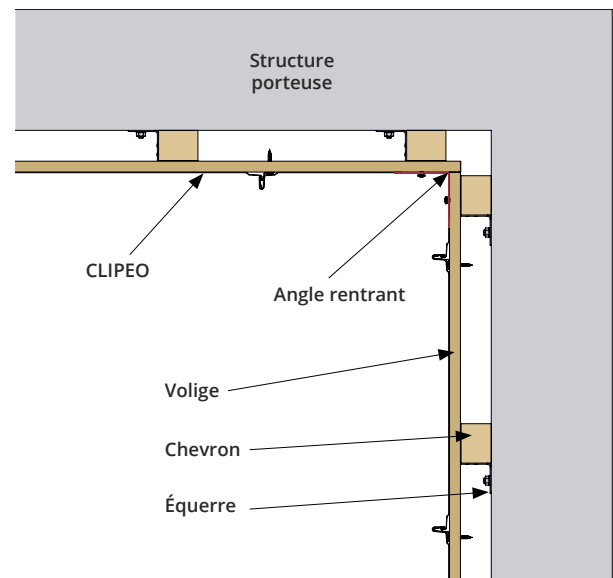 Structure
porteuse
CLIPEO
Angle rentrant
Volige
Chevron
Équerre